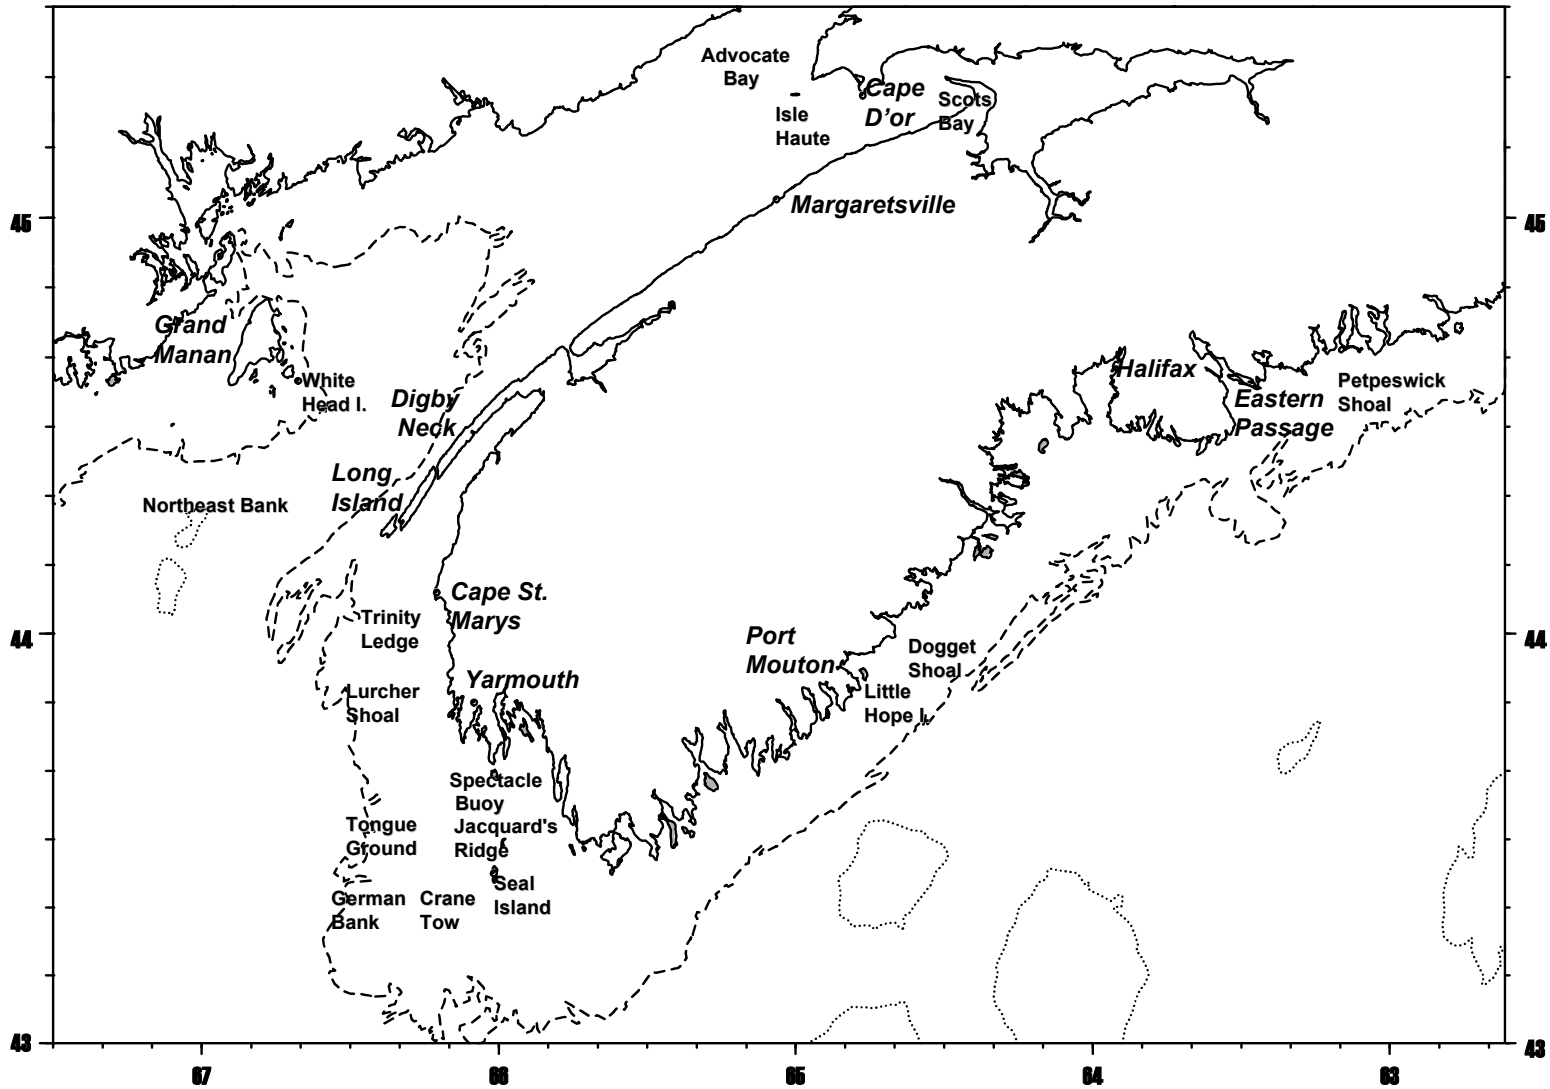 Advocate
Bay
Cape
D'or
Scots
Bay
Isle
Haute
Margaretsville
45
45
Grand
Manan
White
Head I.
Digby
Neck
Halifax
Eastern
Passage
Petpeswick
Shoal
Long
Island
Northeast Bank
Cape St.
Marys
Trinity
Ledge
44
44
Port
Mouton
Dogget
Shoal
Yarmouth
Lurcher
Shoal
Little
Hope I.
Spectacle
Buoy
Jacquard's
Ridge
Tongue
Ground
Seal
Island
German
Bank
Crane
Tow
43
43
67
66
65
64
63